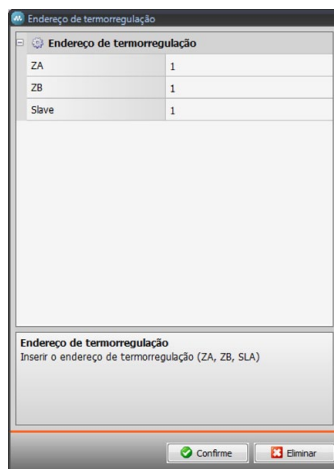 Endereço de termorregulação
Endereço de termorregulação
ZA 1
ZB 1
Slave 1
Endereço de termorregulação
Inserir o endereço de termorregulação (ZA, ZB, SLA)
Confirme Eliminar